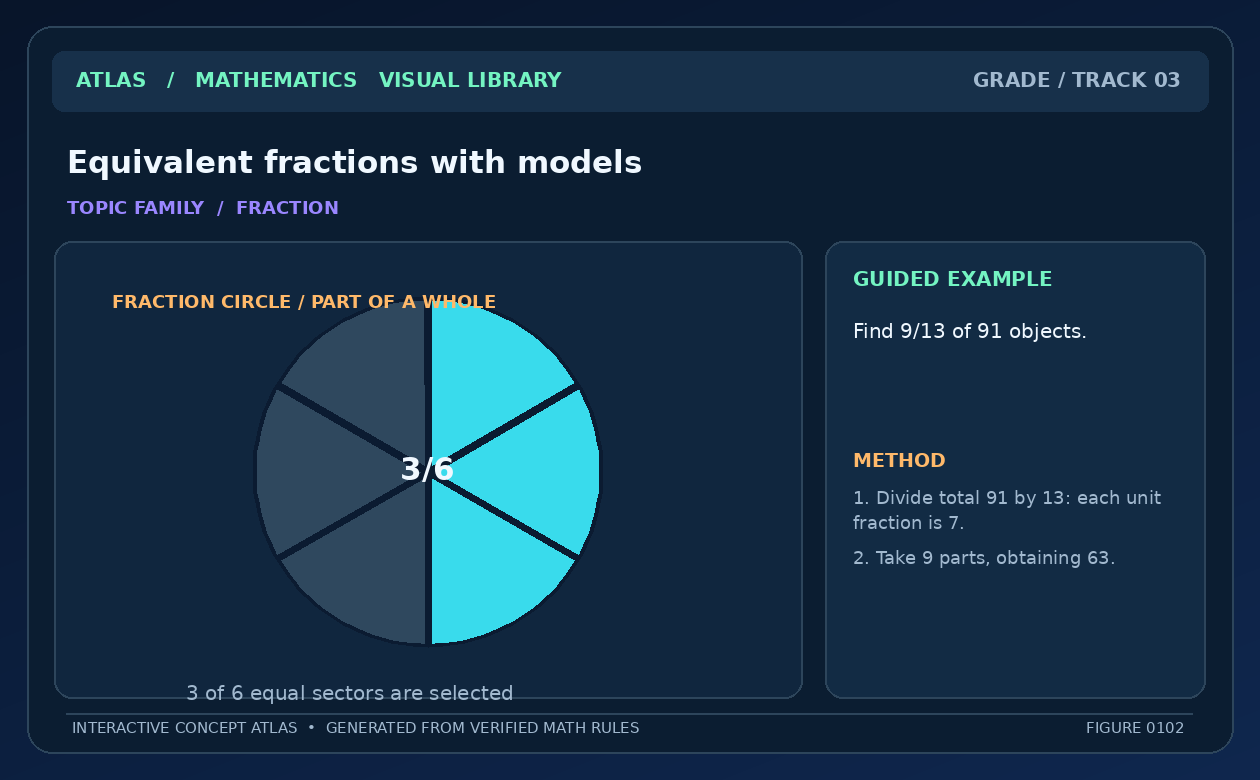 ATLAS / MATHEMATICS VISUAL LIBRARY
GRADE / TRACK 03
Equivalent fractions with models
TOPIC FAMILY / FRACTION
FRACTION CIRCLE / PART OF A WHOLE
3/6
3 of 6 equal sectors are selected
GUIDED EXAMPLE
Find 9/13 of 91 objects.
METHOD
1. Divide total 91 by 13: each unit
fraction is 7.
2. Take 9 parts, obtaining 63.
INTERACTIVE CONCEPT ATLAS • GENERATED FROM VERIFIED MATH RULES
FIGURE 0102